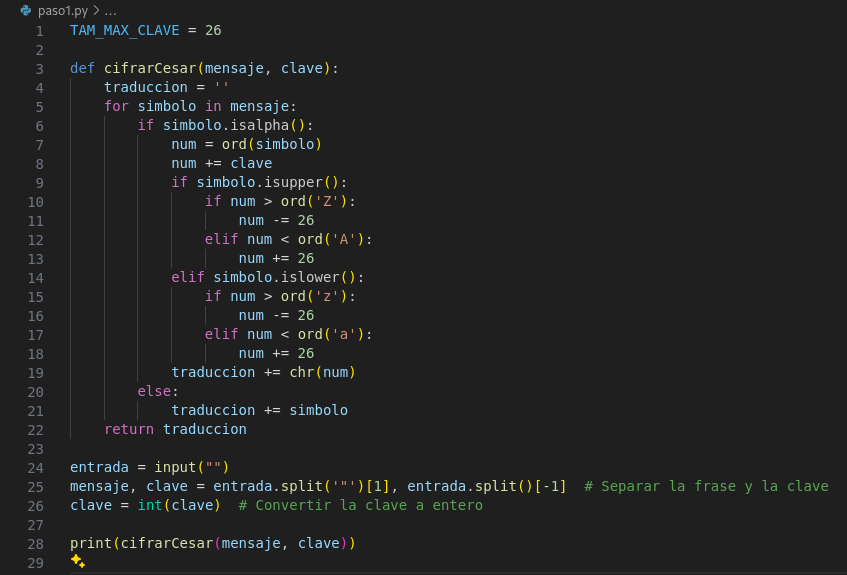 paso1.py > ...
1 TAM_MAX_CLAVE = 26
2
3 def cifrarCesar(mensaje, clave):
4     traduccion = ''
5     for simbolo in mensaje:
6         if simbolo.isalpha():
7             num = ord(simbolo)
8             num += clave
9             if simbolo.isupper():
10                 if num > ord('Z'):
11                     num -= 26
12                 elif num < ord('A'):
13                     num += 26
14             elif simbolo.islower():
15                 if num > ord('z'):
16                     num -= 26
17                 elif num < ord('a'):
18                     num += 26
19             traduccion += chr(num)
20         else:
21             traduccion += simbolo
22     return traduccion
23
24 entrada = input("")
25 mensaje, clave = entrada.split('"')[1], entrada.split()[-1]  # Separar la frase y la clave
26 clave = int(clave)  # Convertir la clave a entero
27
28 print(cifrarCesar(mensaje, clave))
29